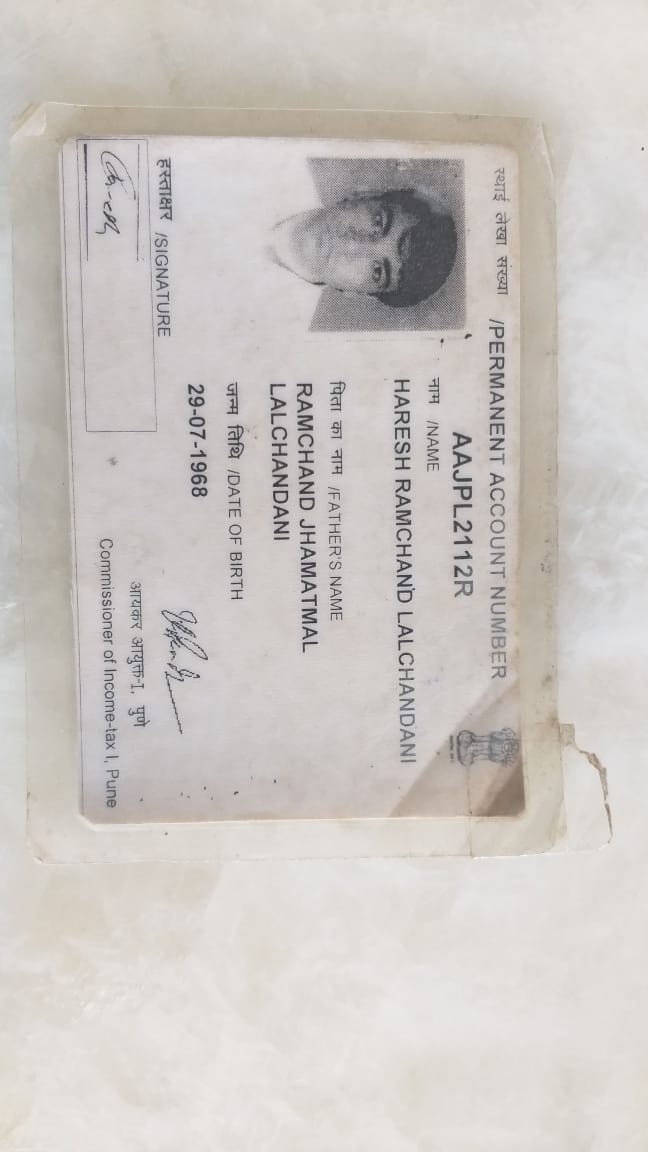 स्थाई लेखा संख्या /PERMANENT ACCOUNT NUMBER
AAJPL2112R
नाम /NAME
HARESH RAMCHAND LALCHANDANI
पिता का नाम /FATHER'S NAME
RAMCHAND JHAMATMAL
LALCHANDANI
जन्म तिथि /DATE OF BIRTH
29-07-1968
हस्ताक्षर /SIGNATURE
आयकर आयुक्त-I, पुणे
Commissioner of Income-tax I, Pune